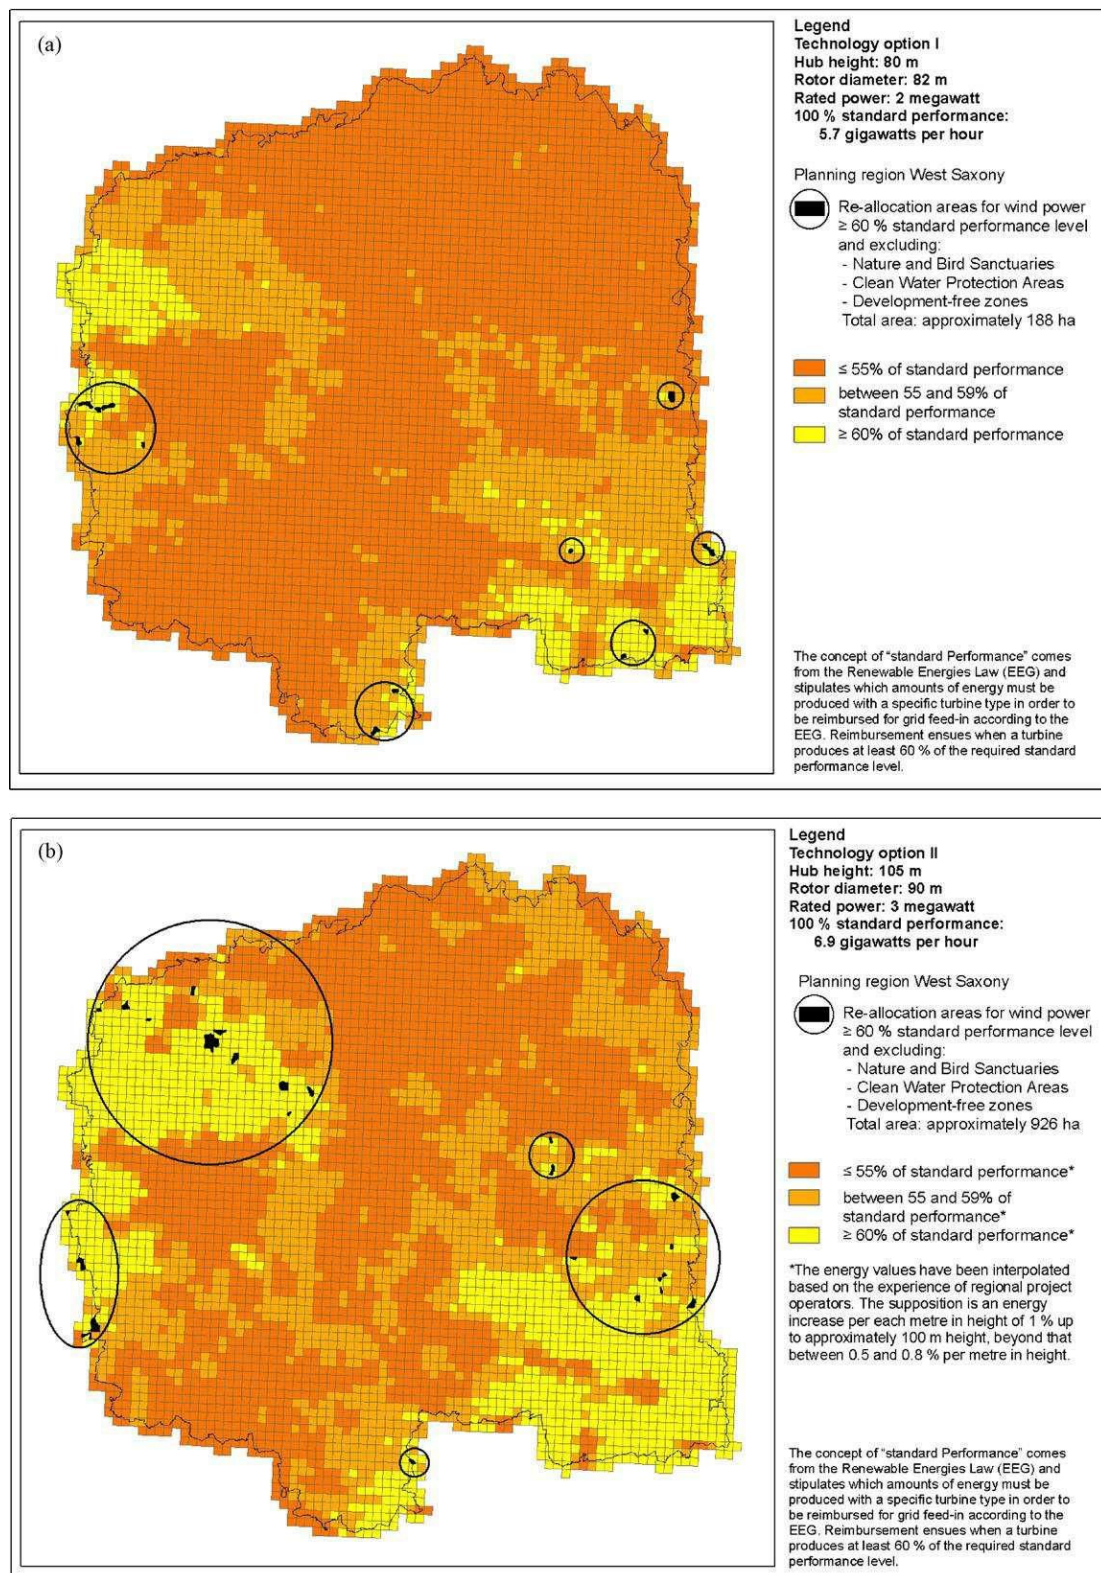 (a)
Legend
Technology option I
Hub height: 80 m
Rotor diameter: 82 m
Rated power: 2 megawatt
100 % standard performance:
5.7 gigawatts per hour
Planning region West Saxony
Re-allocation areas for wind power
≥ 60 % standard performance level
and excluding:
- Nature and Bird Sanctuaries
- Clean Water Protection Areas
- Development-free zones
Total area: approximately 188 ha
≤ 55% of standard performance
between 55 and 59% of
standard performance
≥ 60% of standard performance
The concept of "standard Performance" comes
from the Renewable Energies Law (EEG) and
stipulates which amounts of energy must be
produced with a specific turbine type in order to
be reimbursed for grid feed-in according to the
EEG. Reimbursement ensues when a turbine
produces at least 60 % of the required standard
performance level.
(b)
Legend
Technology option II
Hub height: 105 m
Rotor diameter: 90 m
Rated power: 3 megawatt
100 % standard performance:
6.9 gigawatts per hour
Planning region West Saxony
Re-allocation areas for wind power
≥ 60 % standard performance level
and excluding:
- Nature and Bird Sanctuaries
- Clean Water Protection Areas
- Development-free zones
Total area: approximately 926 ha
≤ 55% of standard performance*
between 55 and 59% of
standard performance*
≥ 60% of standard performance*
*The energy values have been interpolated
based on the experience of regional project
operators. The supposition is an energy
increase per each metre in height of 1 % up
to approximately 100 m height, beyond that
between 0.5 and 0.8 % per metre in height.
The concept of "standard Performance" comes
from the Renewable Energies Law (EEG) and
stipulates which amounts of energy must be
produced with a specific turbine type in order to
be reimbursed for grid feed-in according to the
EEG. Reimbursement ensues when a turbine
produces at least 60 % of the required standard
performance level.